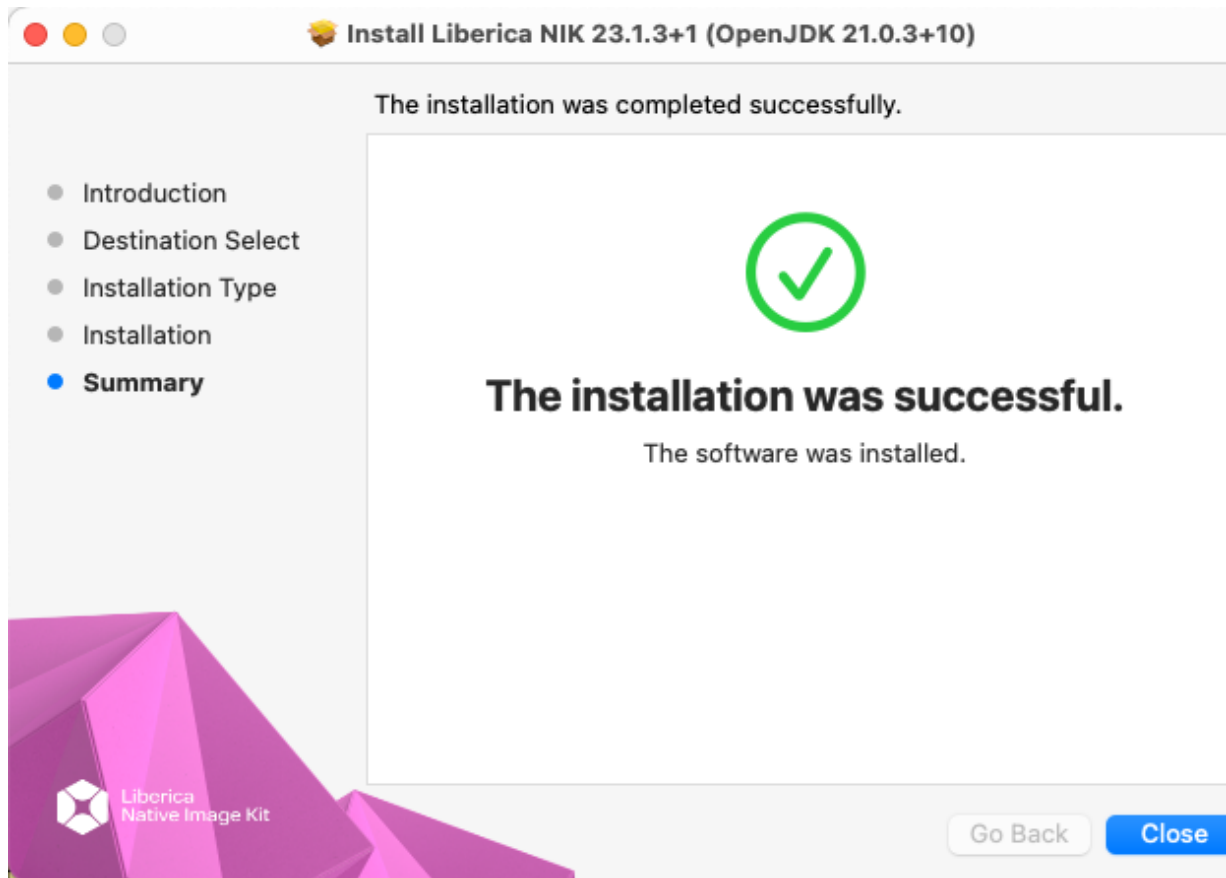 Install Liberica NIK 23.1.3+1 (OpenJDK 21.0.3+10)
The installation was completed successfully.
Introduction
Destination Select
Installation Type
Installation
Summary
The installation was successful.
The software was installed.
Liberica
Native Image Kit
Go Back
Close